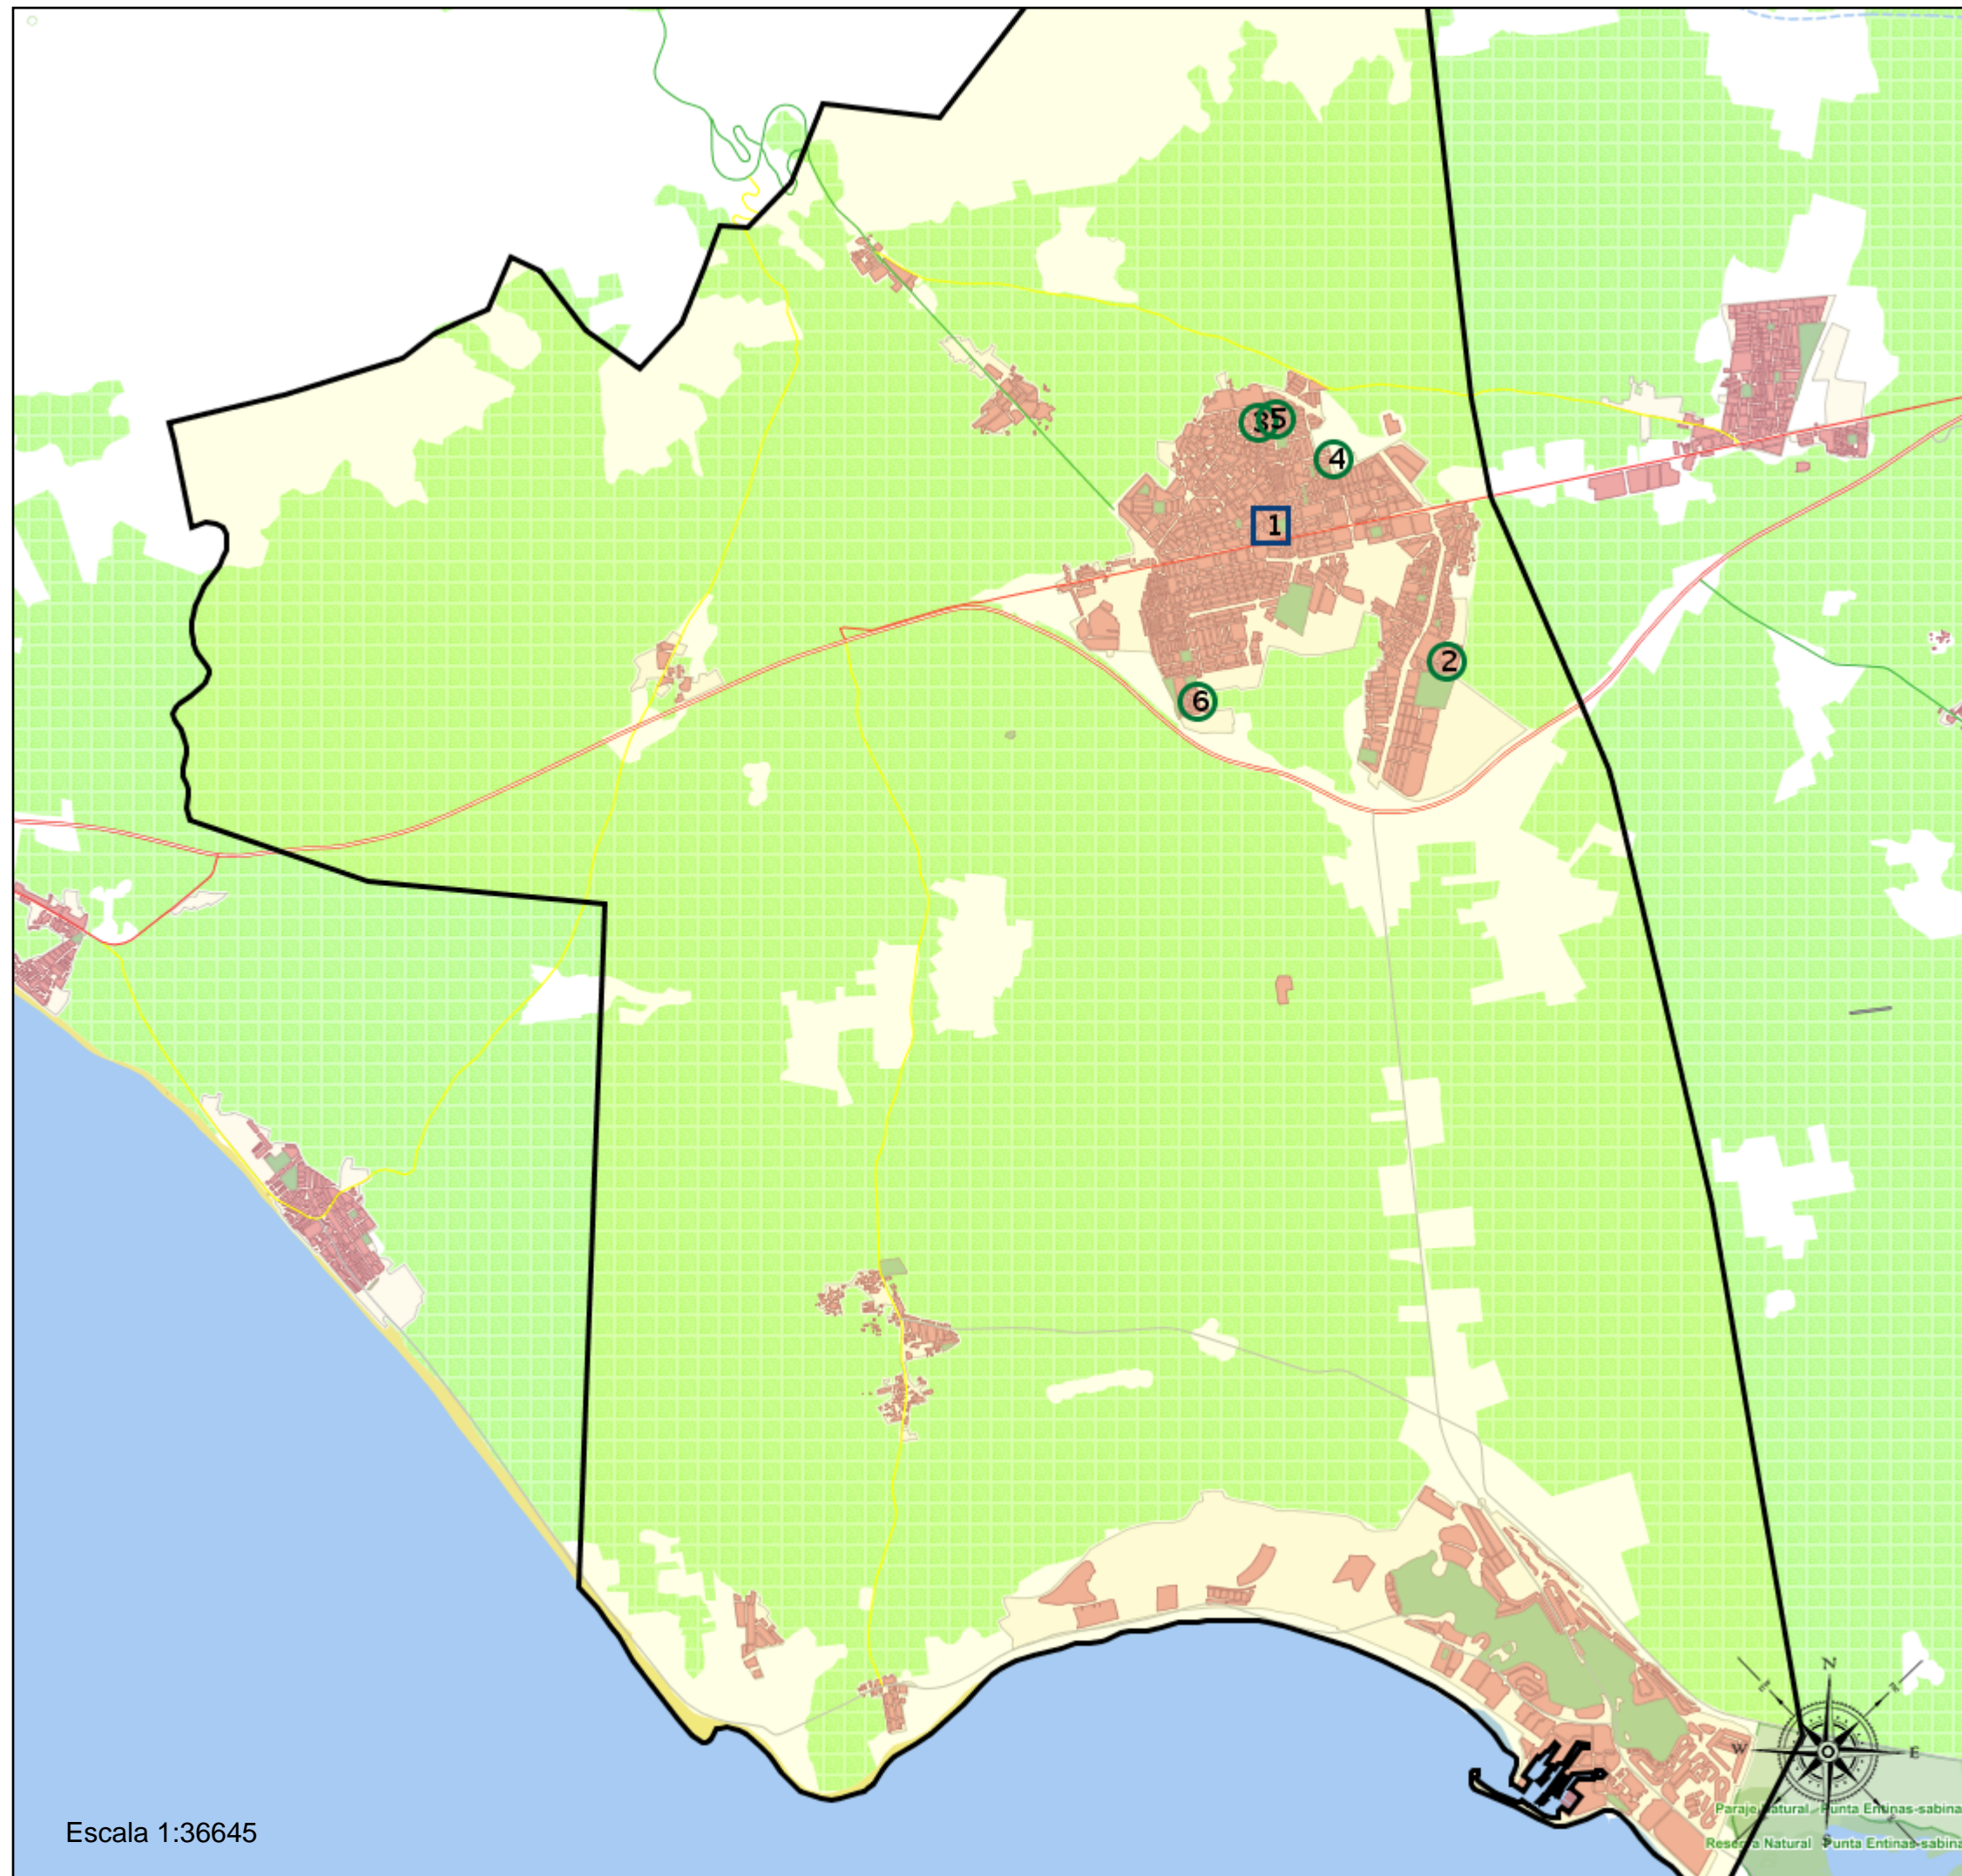 3
5
4
1
2
6
N
W
E
S
Paraje Natural Punta Entinas-sabina
Reserva Natural Punta Entinas-sabina
Escala 1:36645